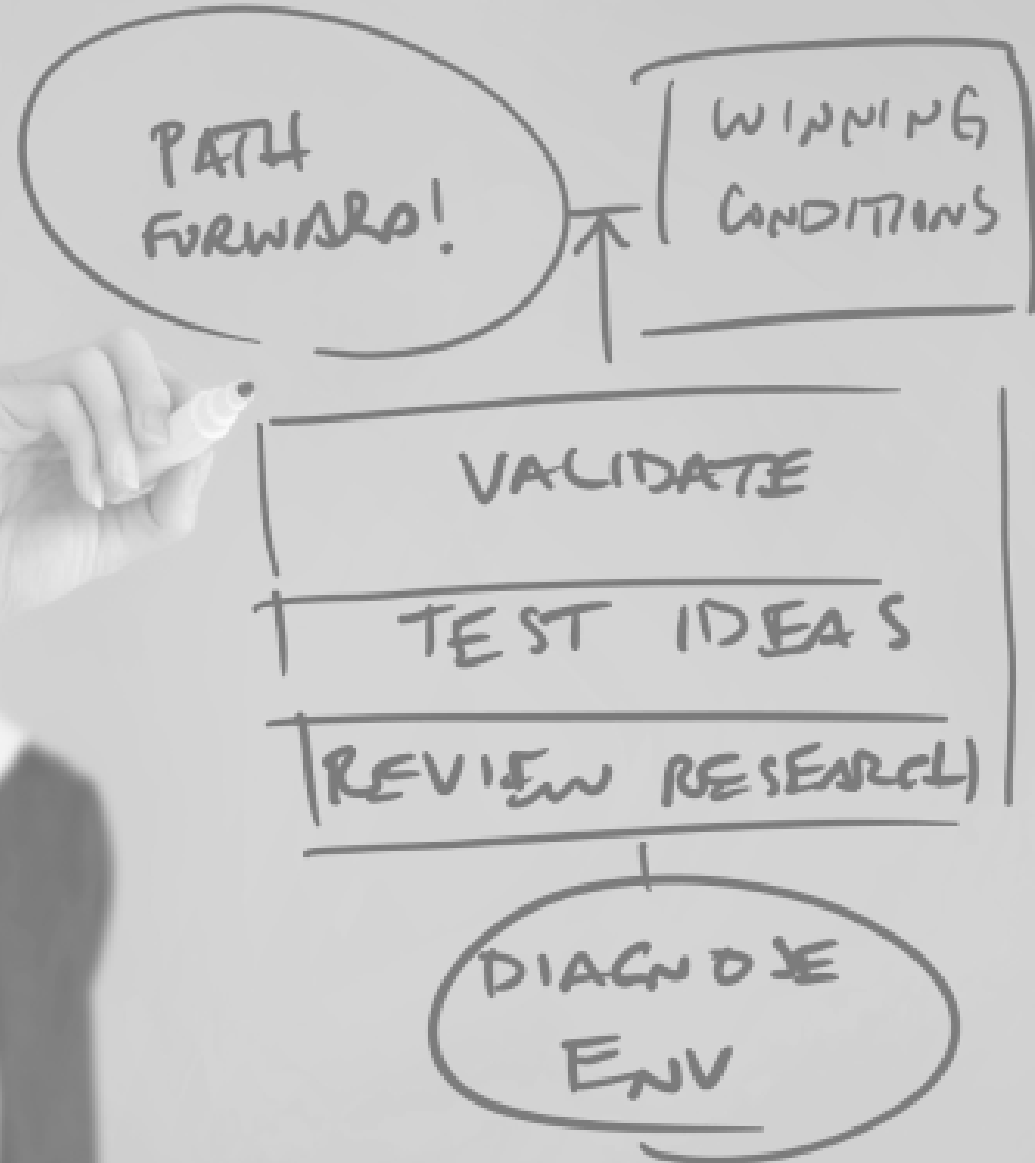 PATH
FORWARD!
WINNING
CONDITIONS
VALIDATE
TEST IDEAS
REVIEW RESEARCH
DIAGNOSE
ENV